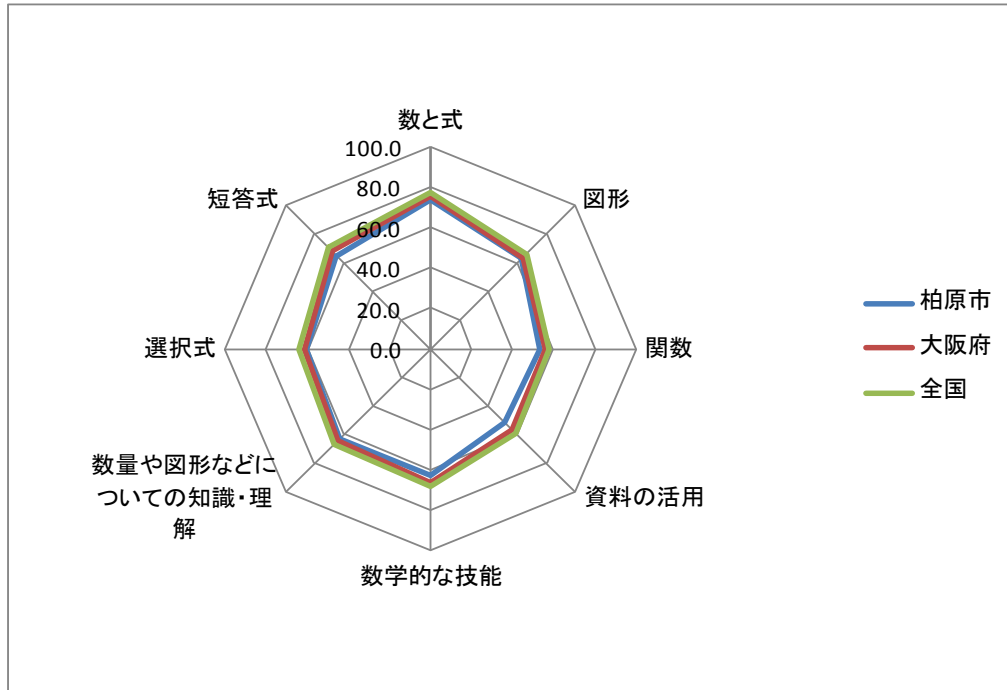 数と式
100.0
80.0
60.0
40.0
20.0
0.0
短答式
図形
選択式
関数
数量や図形などに
ついての知識・理
解
資料の活用
数学的な技能
柏原市
大阪府
全国